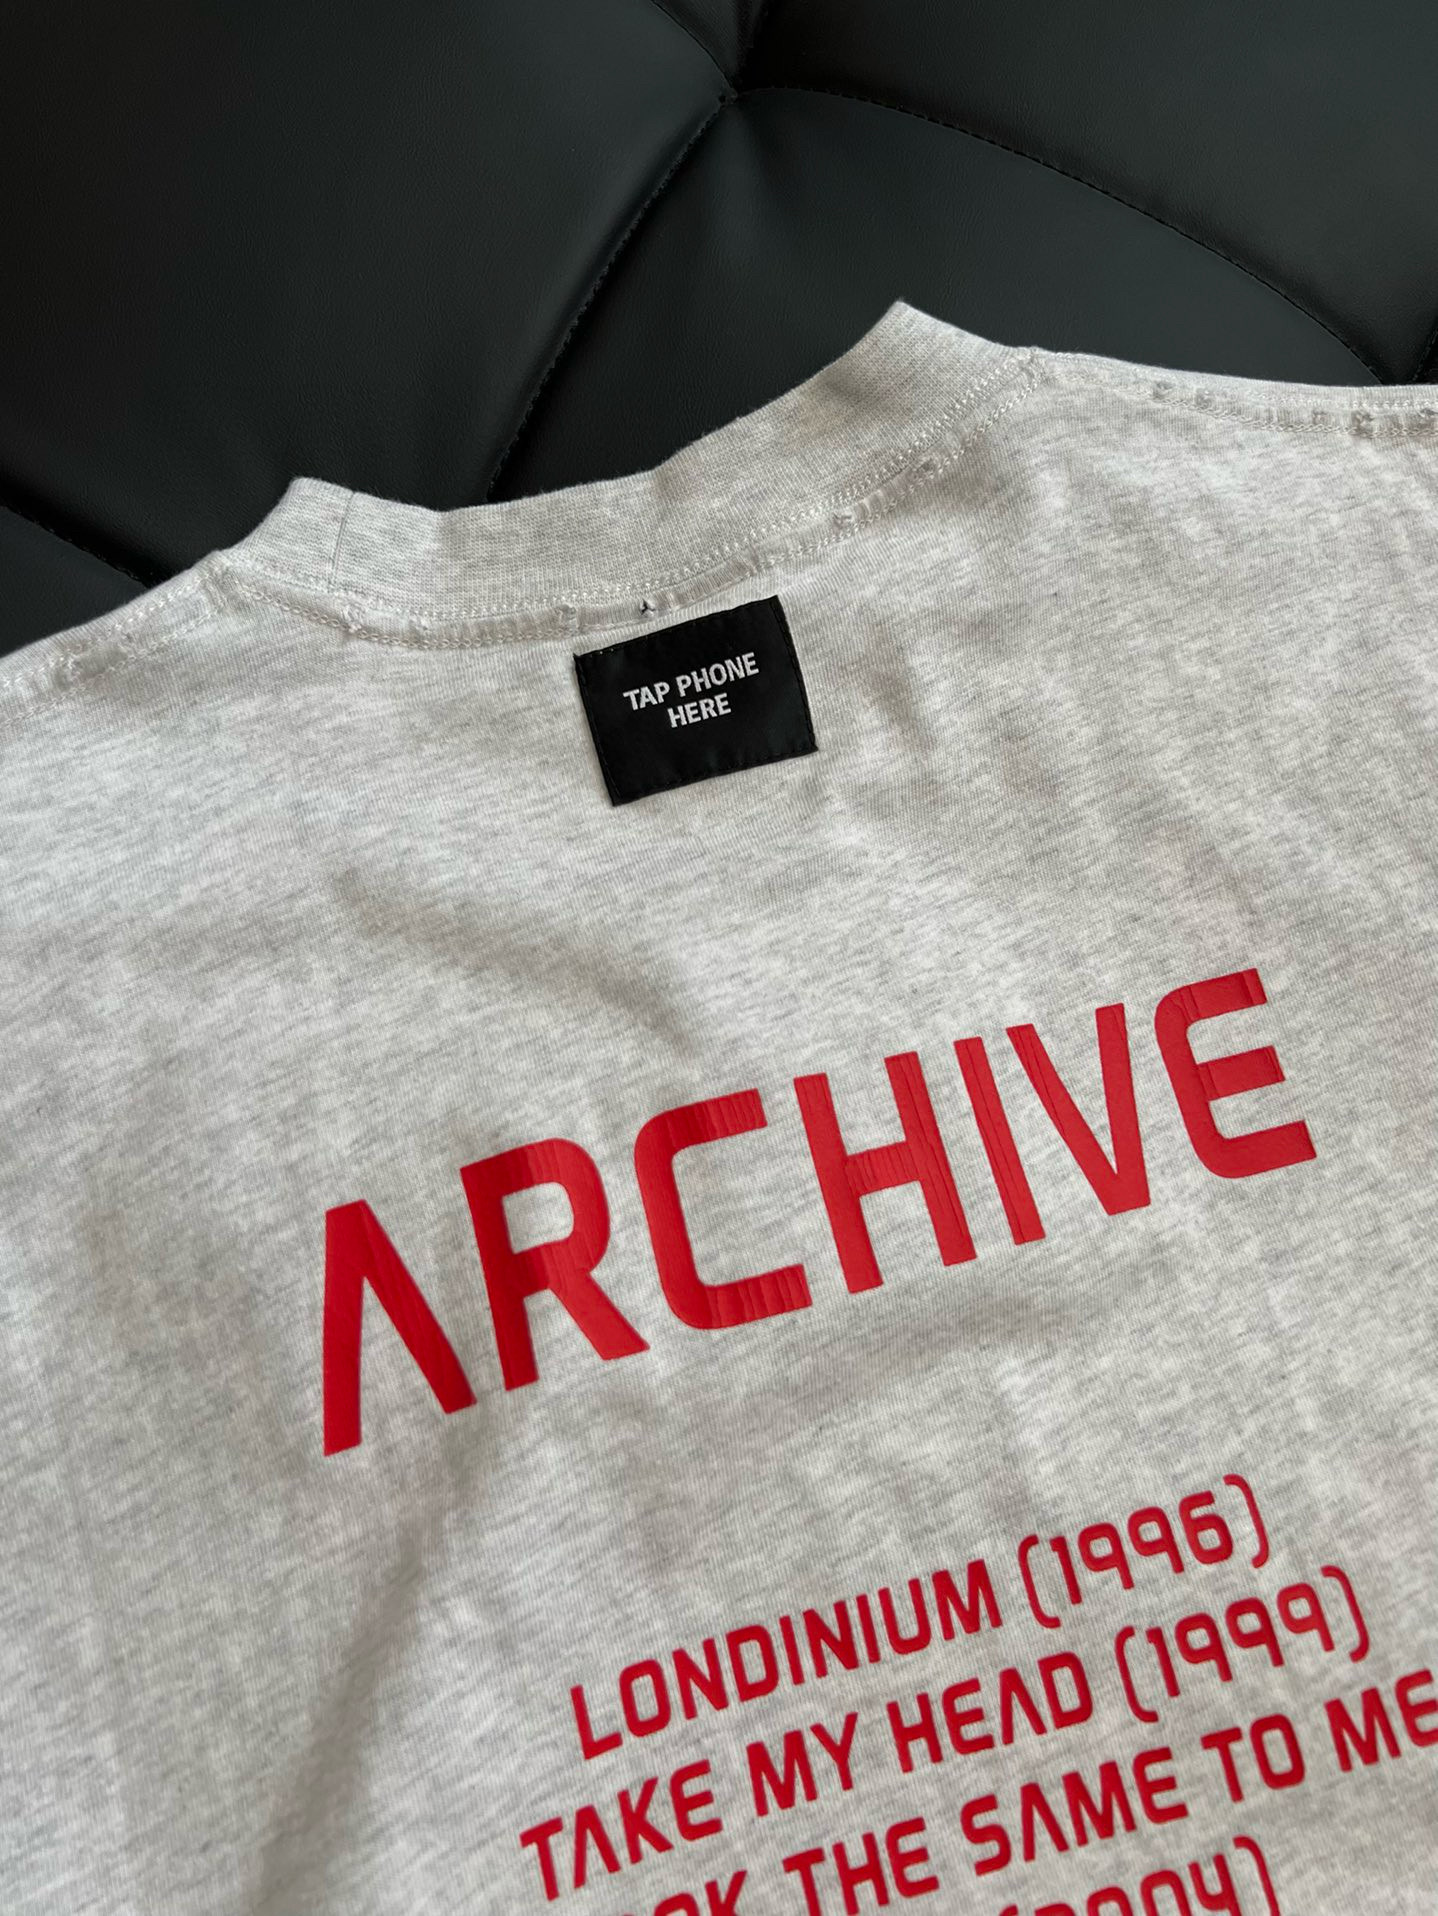 TAP PHONE
HERE
ARCHIVE
LONDINIUM (1996)
TAKE MY HEAD (1999)
THE SAME TO ME